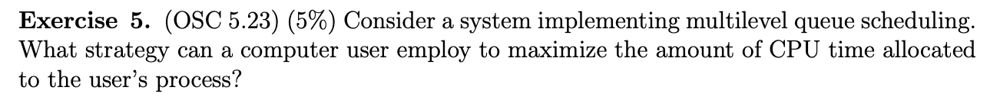 Exercise 5. (OSC 5.23) (5%) Consider a system implementing multilevel queue scheduling.
What strategy can a computer user employ to maximize the amount of CPU time allocated
to the user's process?